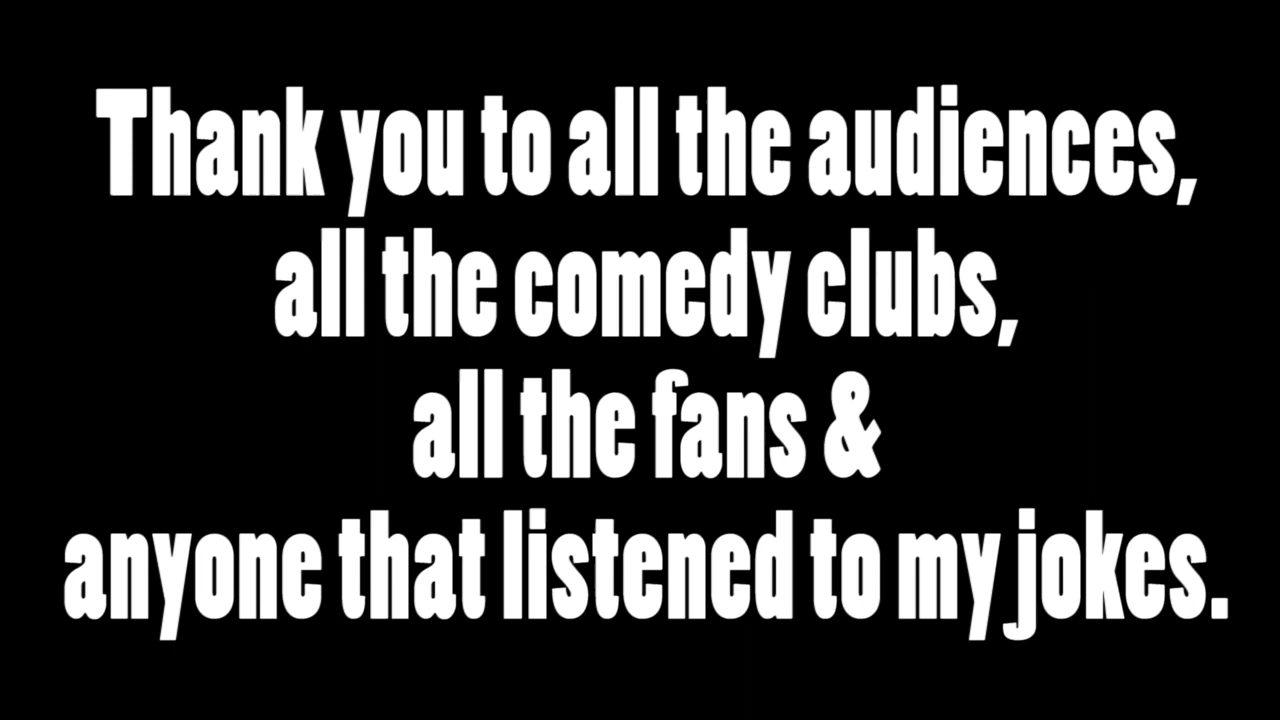 Thank you to all the audiences,
all the comedy clubs,
all the fans &
anyone that listened to my jokes.